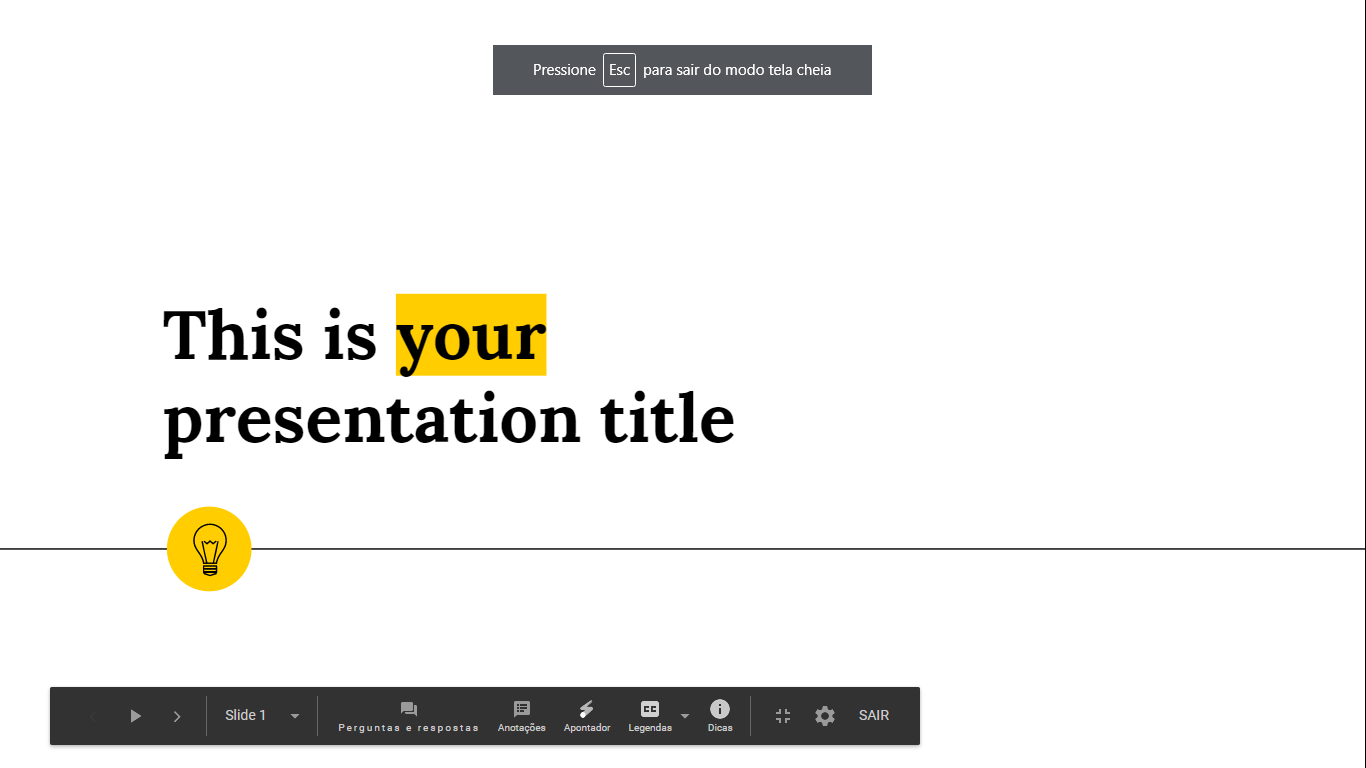 Pressione Esc para sair do modo tela cheia
This is your
presentation title
Slide 1
Perguntas e respostas
Anotações
Apontador
Legendas
Dicas
SAIR